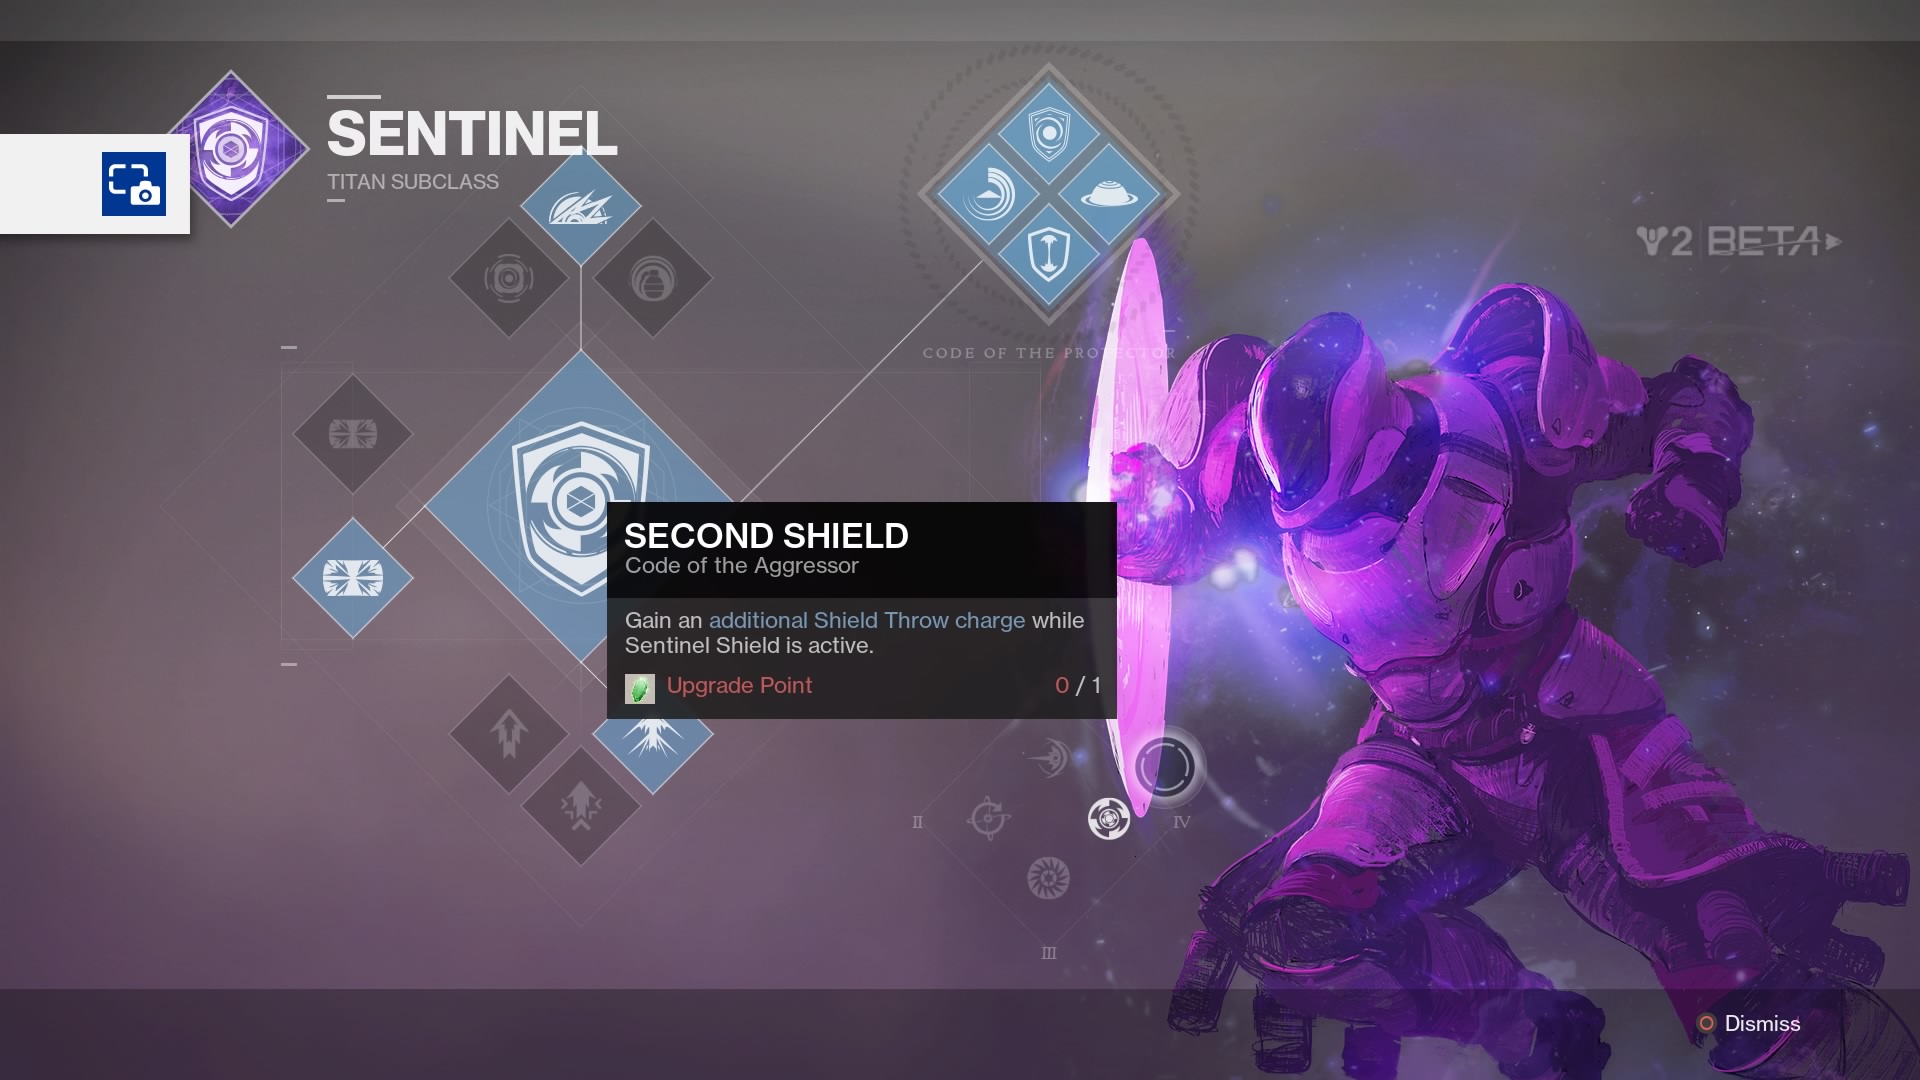 SENTINEL
TITAN SUBCLASS
2 BETA
CODE OF THE PROTECTOR
SECOND SHIELD
Code of the Aggressor
Gain an additional Shield Throw charge while
Sentinel Shield is active.
Upgrade Point 0 / 1
II
IV
III
Dismiss